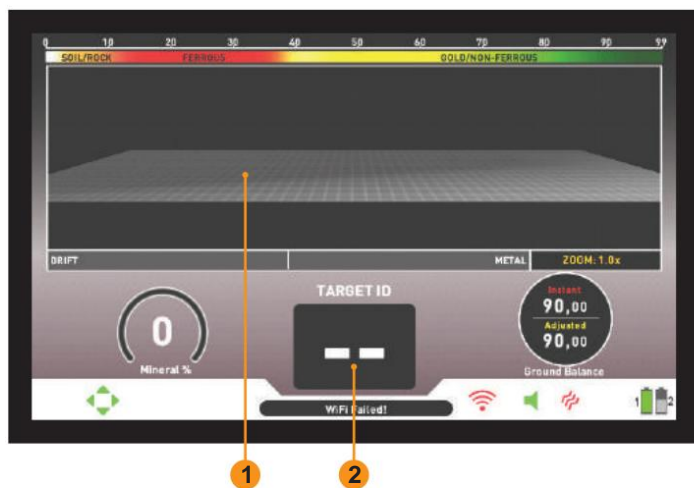 0 10 20 30 40 50 60 70 80 90 99
SOIL/ROCK FERROUS GOLD/NON-FERROUS
DRIFT METAL ZOOM: 1.0x
TARGET ID
0
Mineral %
-- --
Instant
90,00
Adjusted
90,00
Ground Balance
WiFi Failed!
1 2
1 2